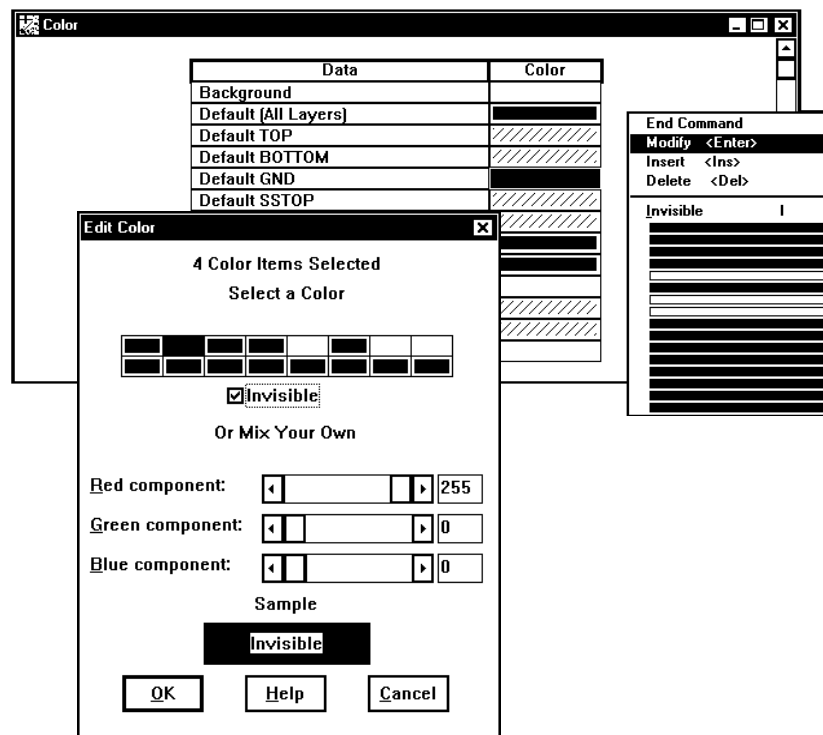 Color
Data Color
Background
Default (All Layers)
Default TOP
Default BOTTOM
Default GND
Default SSTOP
End Command
Modify <Enter>
Insert <Ins>
Delete <Del>
Invisible I
Edit Color
4 Color Items Selected
Select a Color
Invisible
Or Mix Your Own
Red component: 255
Green component: 0
Blue component: 0
Sample
Invisible
OK Help Cancel